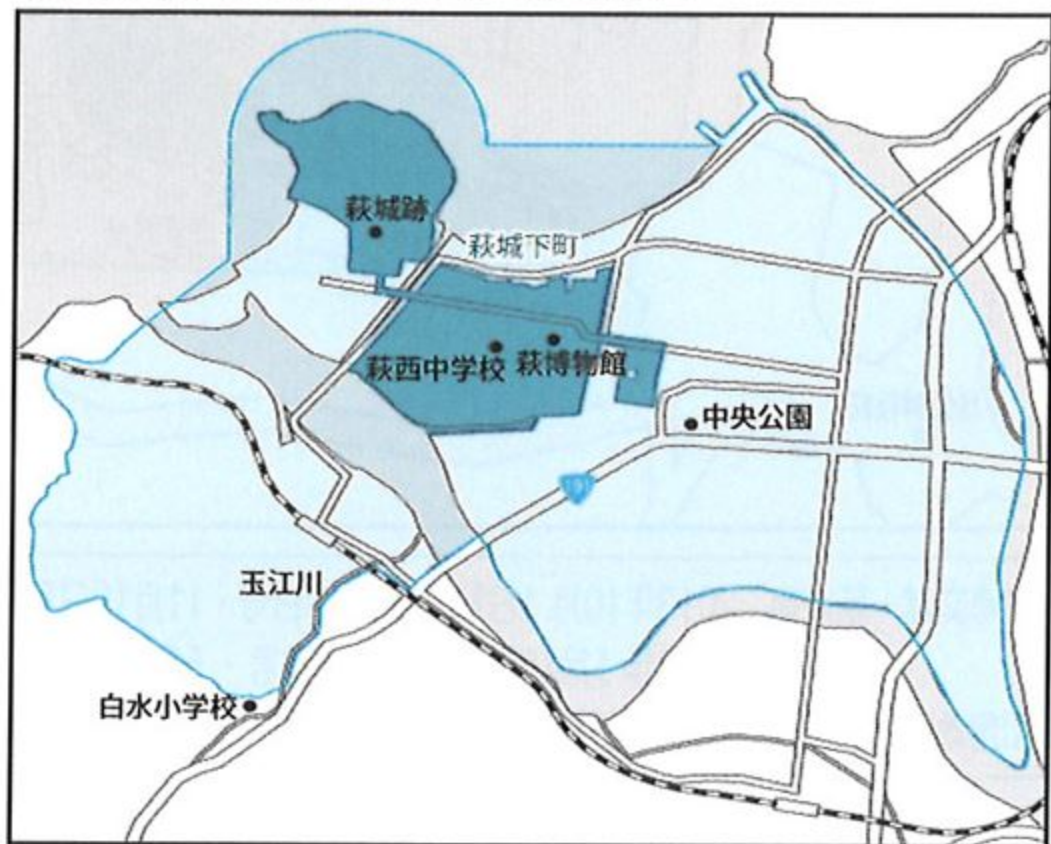 萩城跡
萩城下町
萩西中学校
萩博物館
中央公園
191
玉江川
白水小学校